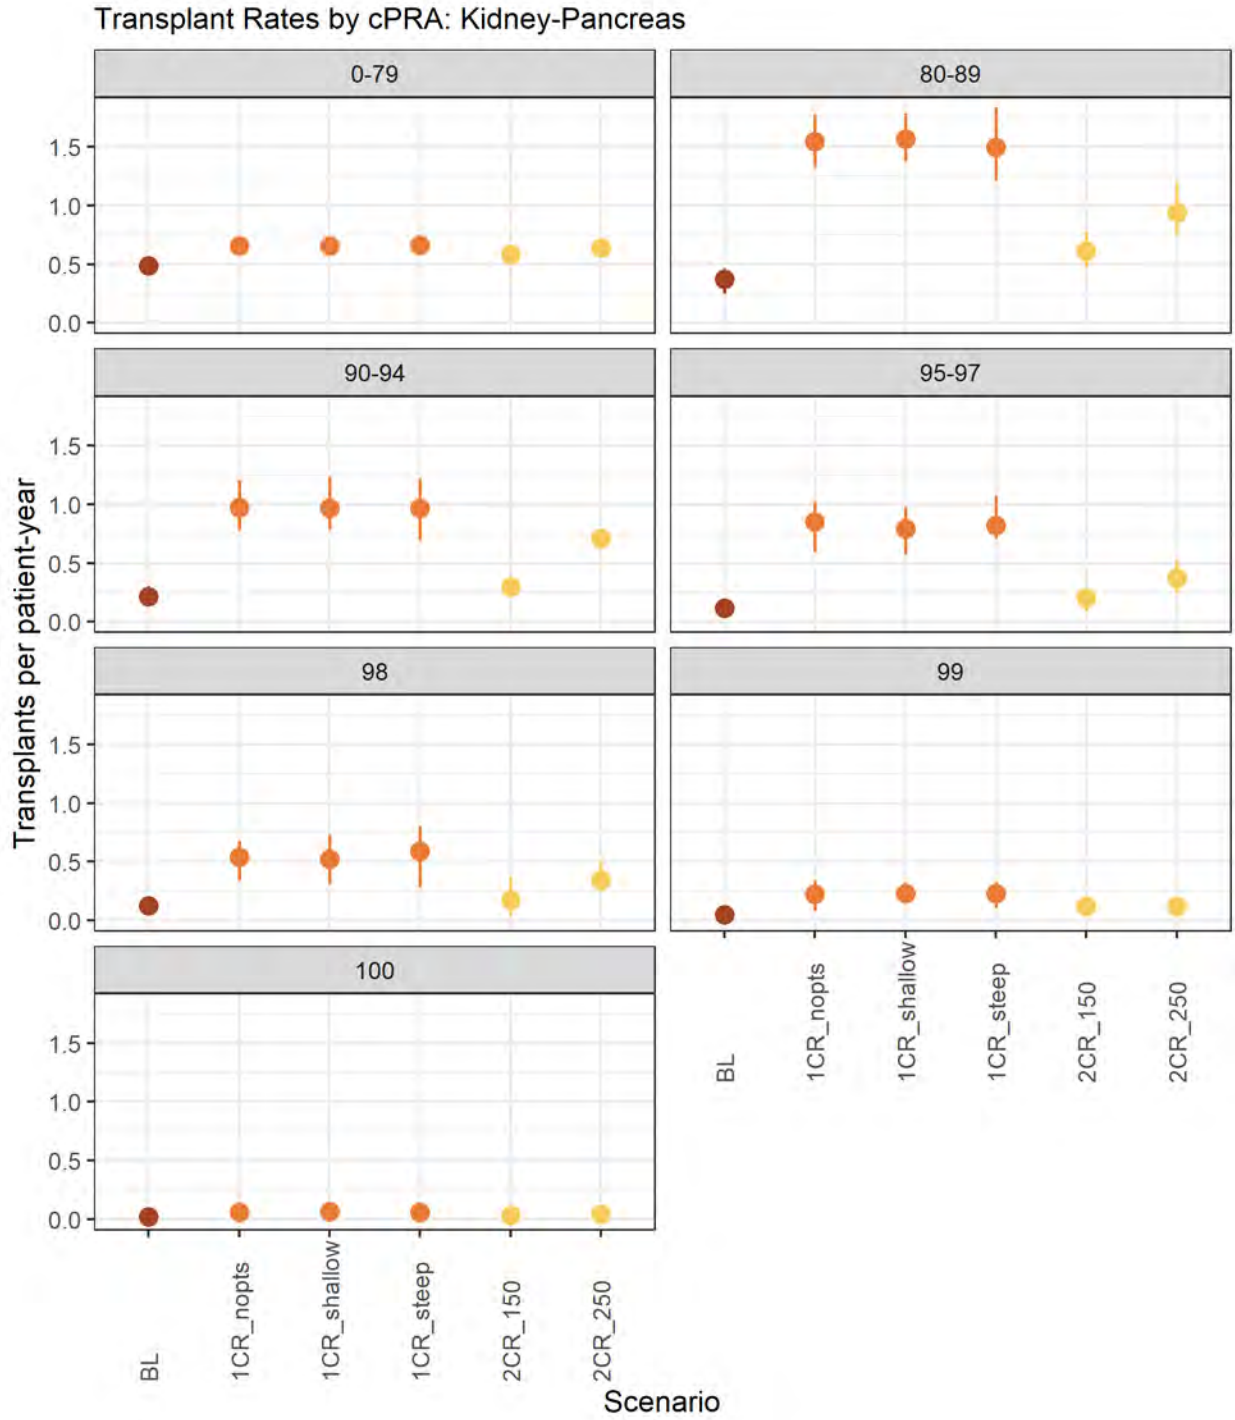 Transplant Rates by cPRA: Kidney-Pancreas
0-79
80-89
1.5
1.0
0.5
0.0
90-94
95-97
1.5
1.0
0.5
0.0
98
99
1.5
1.0
0.5
0.0
100
1.5
1.0
0.5
0.0
Transplants per patient-year
BL
1CR_nopts
1CR_shallow
1CR_steep
2CR_150
2CR_250
BL
1CR_nopts
1CR_shallow
1CR_steep
2CR_150
2CR_250
Scenario